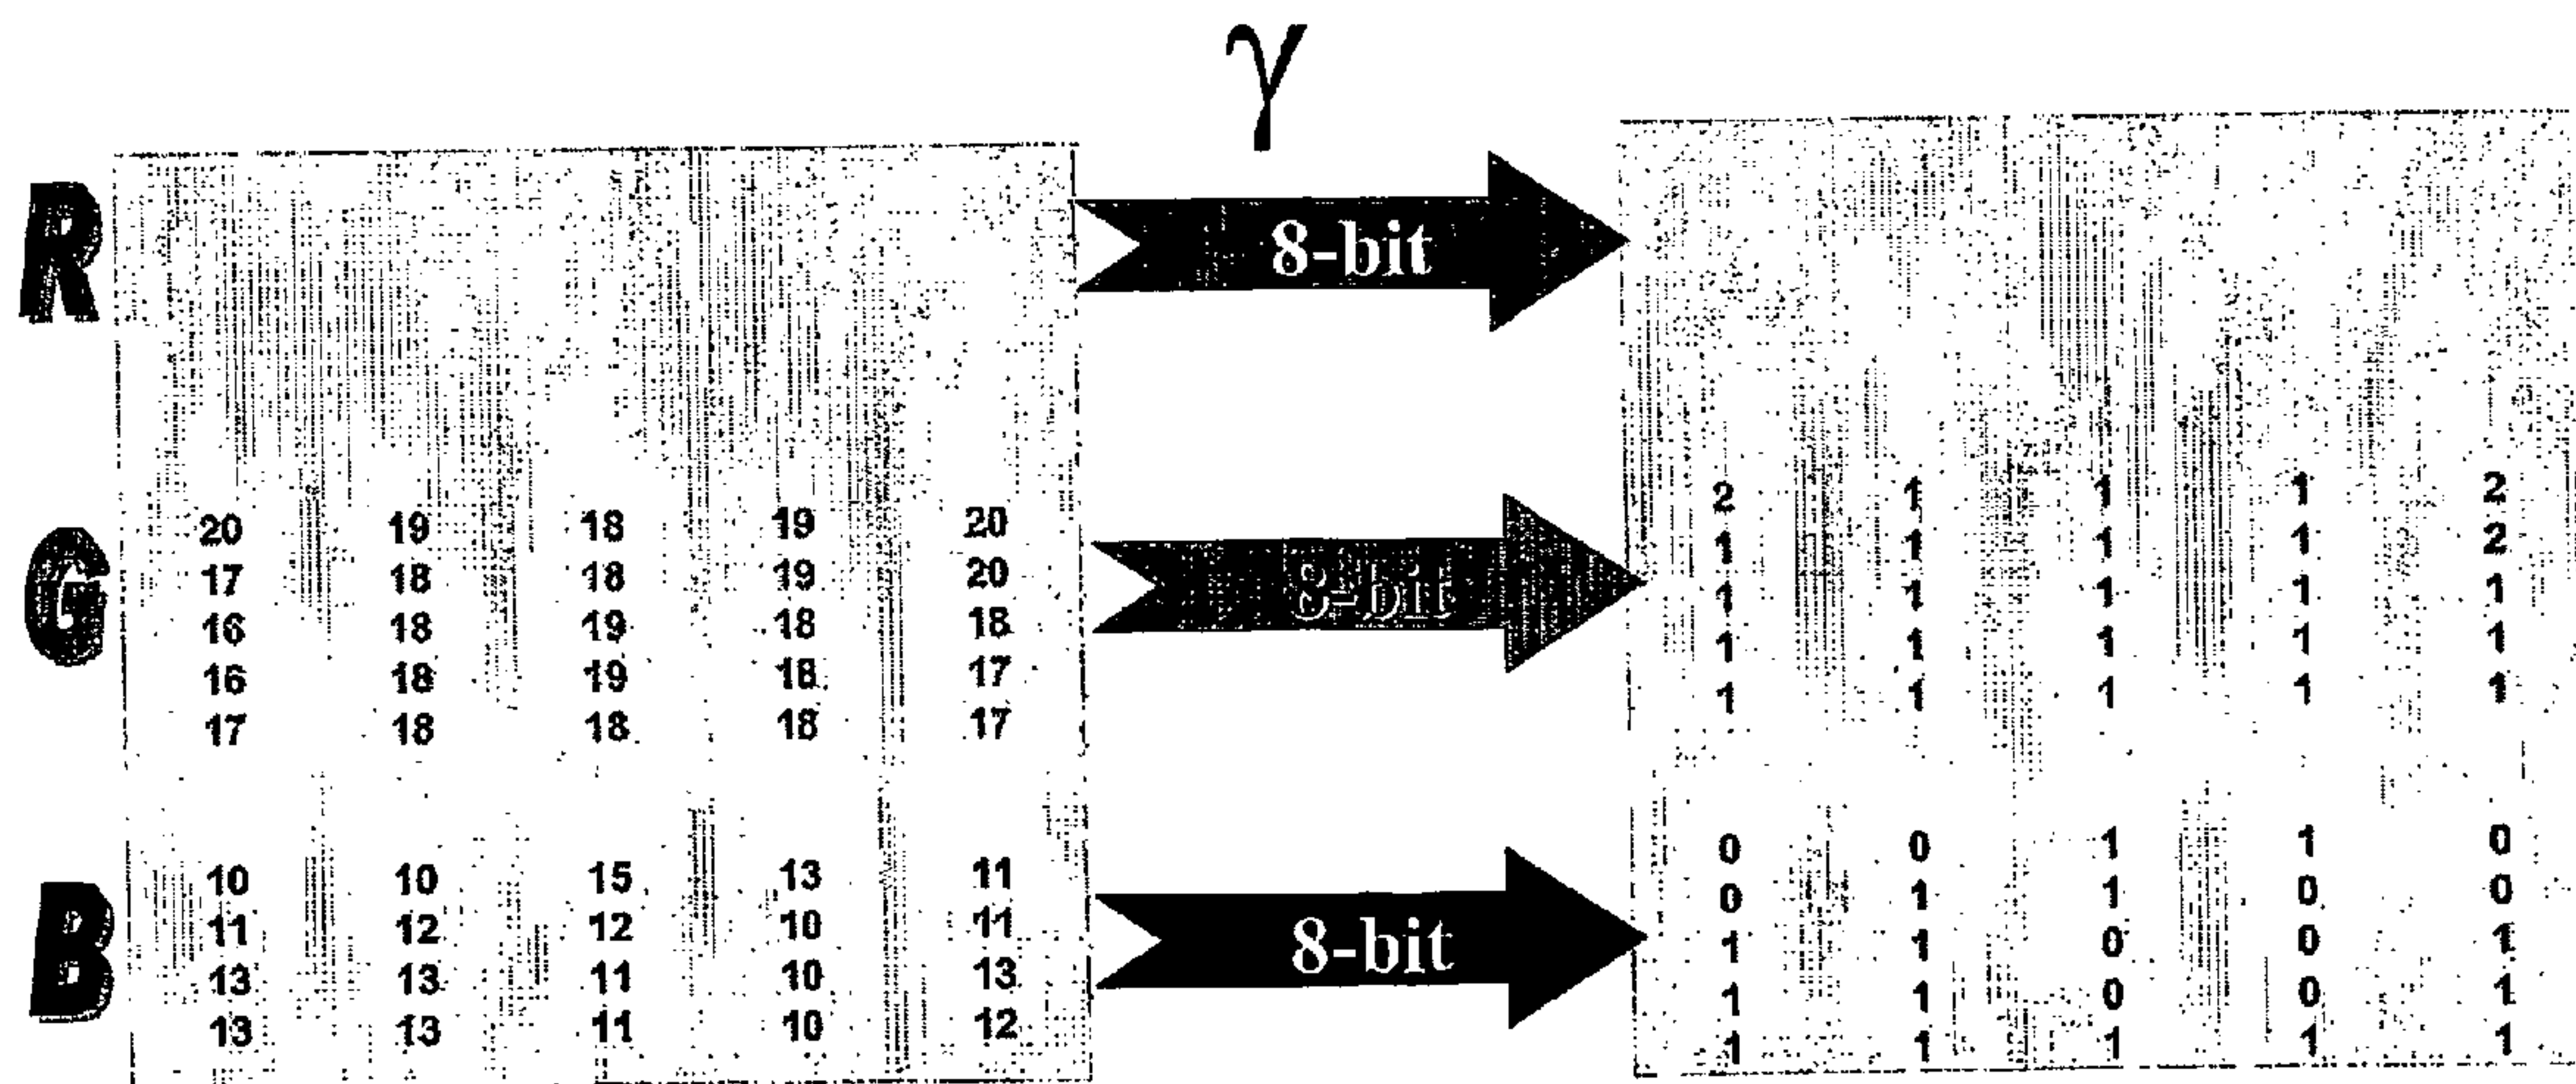 γ
R 8-bit
2 1 1 1 2
20 19 18 19 20 1 1 1 1 2
G 17 18 18 19 20 8-bit 1 1 1 1 1
16 18 19 18 18 1 1 1 1 1
16 18 19 18 17 1 1 1 1 1
17 18 18 18 17
0 0 1 1 0
10 10 15 13 11 0 1 1 0 0
B 11 12 12 10 11 8-bit 1 1 0 0 1
13 13 11 10 13 1 1 0 0 1
13 13 11 10 12 1 1 1 1 1